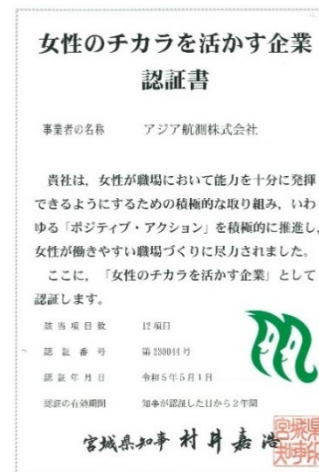 女性のチカラを活かす企業
認証書
事業者の名称 アジア航測株式会社
貴社は、女性が職場において能力を十分に発揮
できるようにするための積極的な取り組み、いわ
ゆる「ポジティブ・アクション」を積極的に推進し、
女性が働きやすい職場づくりに尽力されました。
ここに、「女性のチカラを活かす企業」として
認証します。
該当項目数 12項目
認証番号 第230044号
認証年月日 令和5年5月1日
認証の有効期間 知事が認証した日から2年間
宮城県知事 村井嘉浩